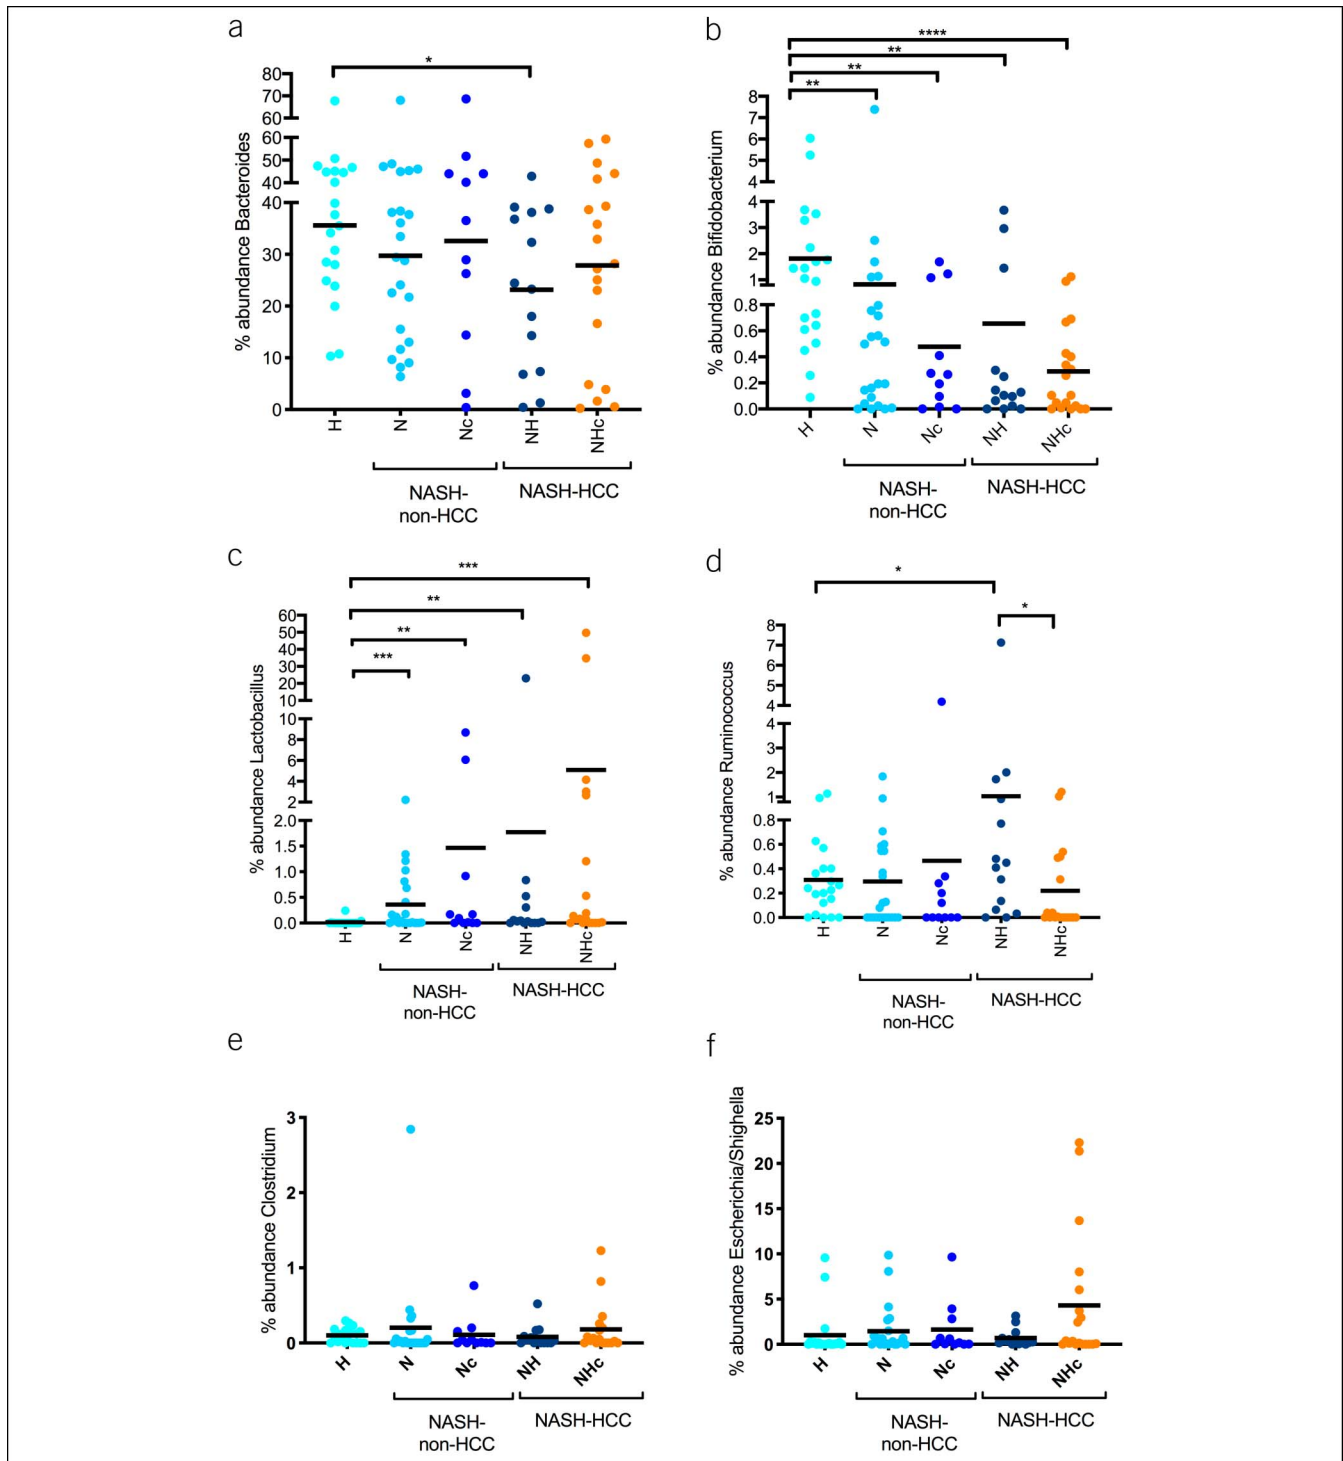 a
*
80
70
60
60
50
40
40
30
20
10
0
% abundance Bacteroides
H
N
Nc
NH
NHc
NASH-
non-HCC
NASH-HCC
b
****
**
**
**
8
7
6
5
4
4
3
2
1
0.8
0.6
0.4
0.2
0.0
% abundance Bifidobacterium
H
N
Nc
NH
NHc
NASH-
non-HCC
NASH-HCC
c
***
**
**
***
60
50
40
30
20
10
10
8
6
4
2
2.0
1.5
1.0
0.5
0.0
% abundance Lactobacillus
H
N
Nc
NH
NHc
NASH-
non-HCC
NASH-HCC
d
*
*
8
7
6
5
4
4
3
2
1
0.8
0.6
0.4
0.2
0.0
% abundance Ruminococcus
H
N
Nc
NH
NHc
NASH-
non-HCC
NASH-HCC
e
3
2
1
0
% abundance Clostridium
H
N
Nc
NH
NHc
NASH-
non-HCC
NASH-HCC
f
25
20
15
10
5
0
% abundance Escherichia/Shighella
H
N
Nc
NH
NHc
NASH-
non-HCC
NASH-HCC